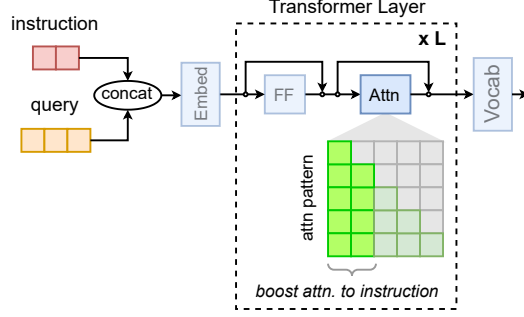 Transformer Layer
x L
instruction
query
concat
Embed
FF
Attn
Vocab
attn pattern
boost attn. to instruction